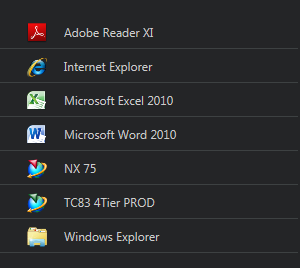 Adobe Reader XI
Internet Explorer
Microsoft Excel 2010
Microsoft Word 2010
NX 75
TC83 4Tier PROD
Windows Explorer